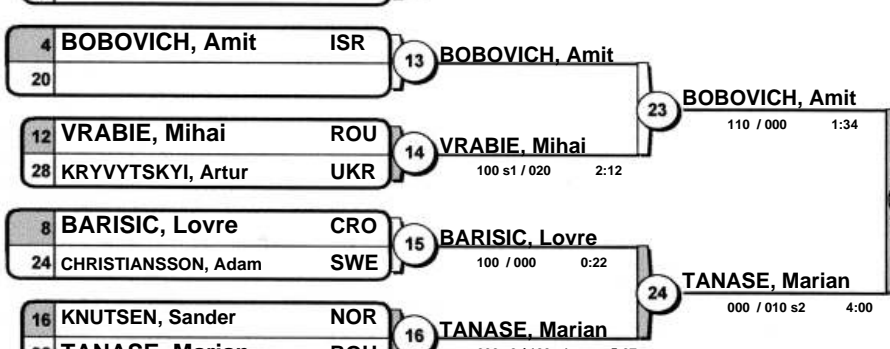 4 BOBOVICH, Amit ISR
20
13 BOBOVICH, Amit
12 VRABIE, Mihai ROU
28 KRYVYTSKYI, Artur UKR
14 VRABIE, Mihai
100 s1 / 020 2:12
23 BOBOVICH, Amit
110 / 000 1:34
8 BARISIC, Lovre CRO
24 CHRISTIANSSON, Adam SWE
15 BARISIC, Lovre
100 / 000 0:22
16 KNUTSEN, Sander NOR
TANASE, Marian ROU
16 TANASE, Marian
24 TANASE, Marian
000 / 010 s2 4:00